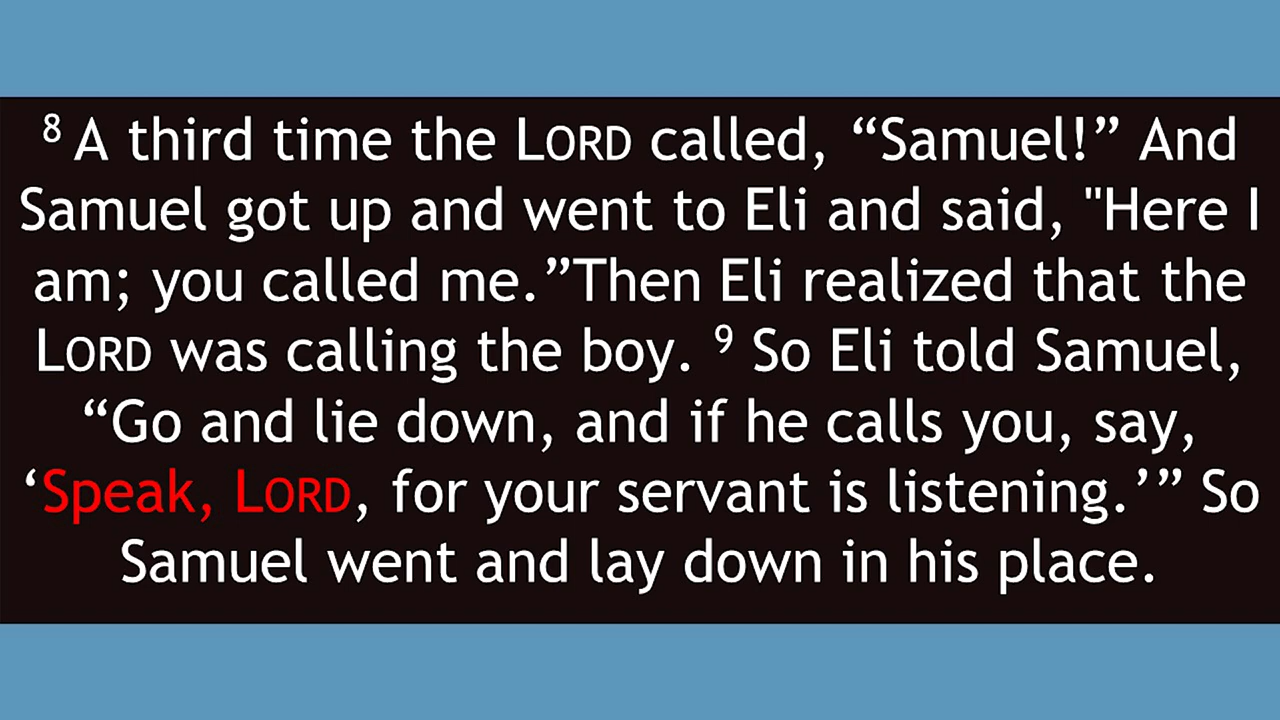 ⁸ A third time the LORD called, “Samuel!” And
Samuel got up and went to Eli and said, "Here I
am; you called me.”Then Eli realized that the
LORD was calling the boy. ⁹ So Eli told Samuel,
“Go and lie down, and if he calls you, say,
‘Speak, LORD, for your servant is listening.’” So
Samuel went and lay down in his place.